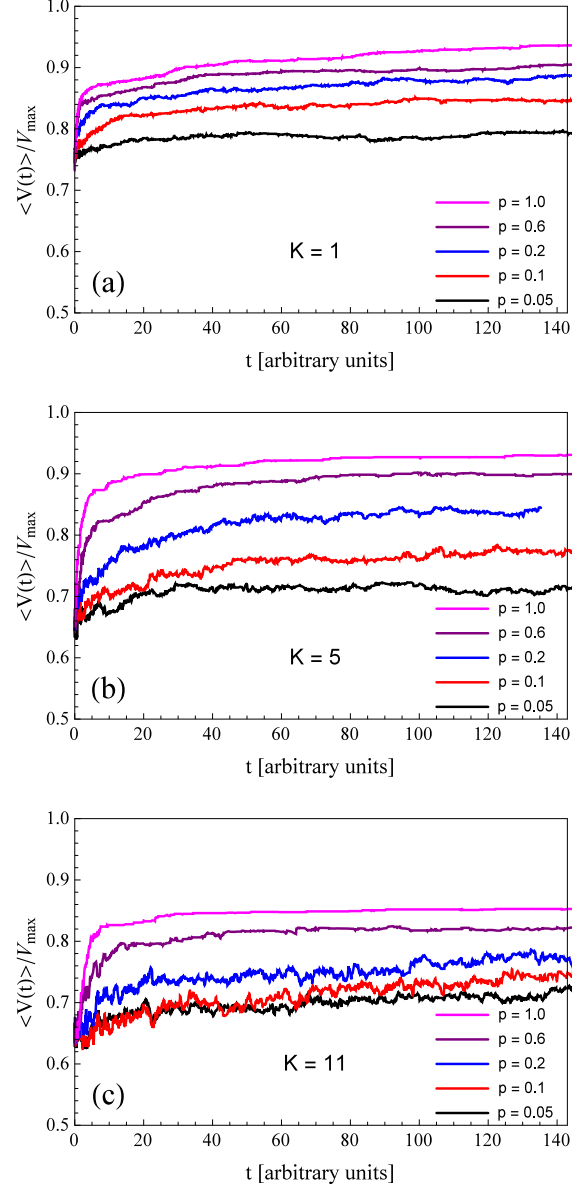 1.0
0.9
0.8
0.7
0.6
0.5
<V(t)>/V_max
p = 1.0
p = 0.6
p = 0.2
p = 0.1
p = 0.05
K = 1
(a)
0 20 40 60 80 100 120 140
t [arbitrary units]
1.0
0.9
0.8
0.7
0.6
0.5
<V(t)>/V_max
p = 1.0
p = 0.6
p = 0.2
p = 0.1
p = 0.05
K = 5
(b)
0 20 40 60 80 100 120 140
t [arbitrary units]
1.0
0.9
0.8
0.7
0.6
0.5
<V(t)>/V_max
p = 1.0
p = 0.6
p = 0.2
p = 0.1
p = 0.05
K = 11
(c)
0 20 40 60 80 100 120 140
t [arbitrary units]